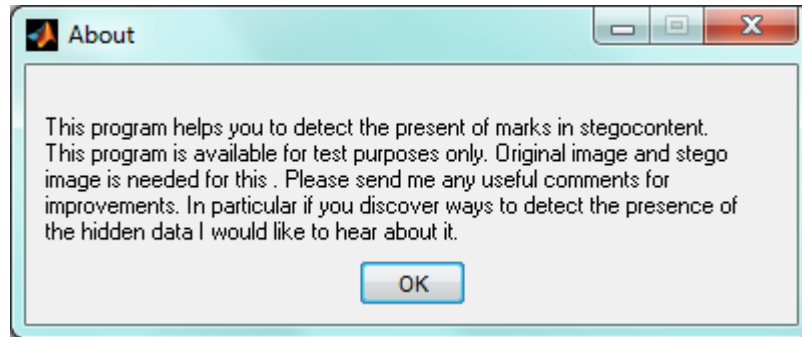 About
This program helps you to detect the present of marks in stegocontent.
This program is available for test purposes only. Original image and stego
image is needed for this . Please send me any useful comments for
improvements. In particular if you discover ways to detect the presence of
the hidden data I would like to hear about it.
OK